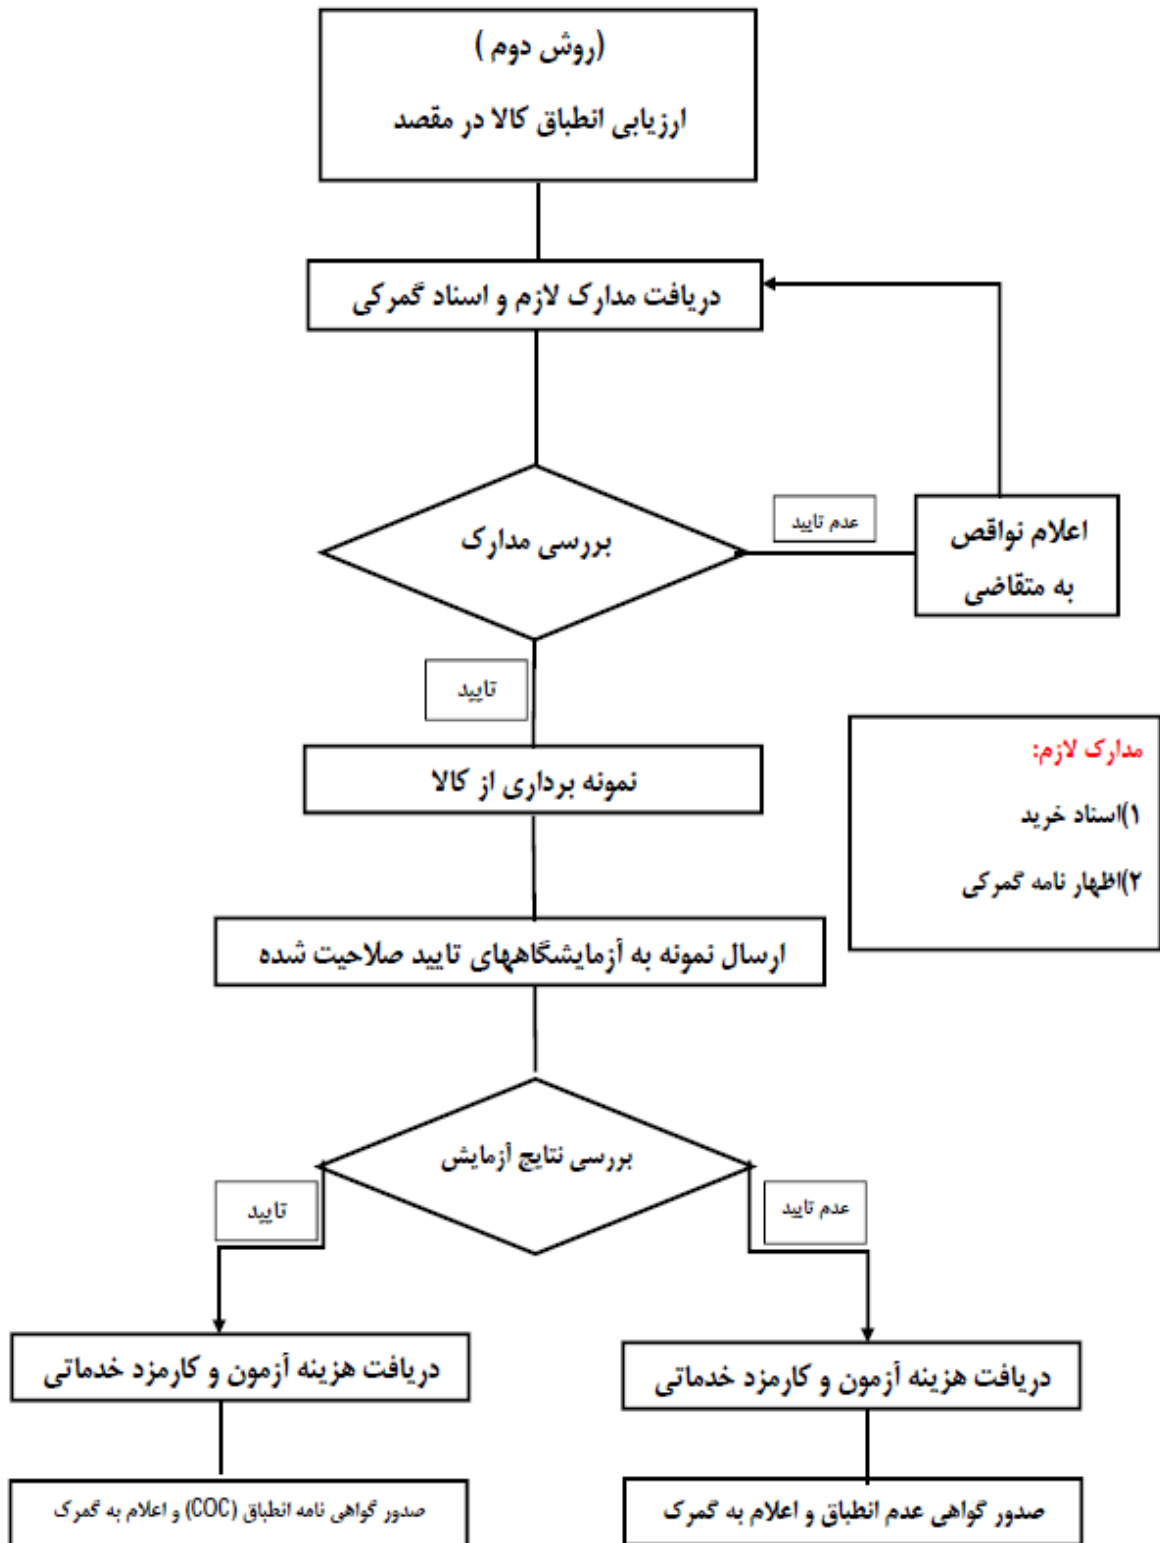 (روش دوم )
ارزیابی انطباق کالا در مقصد
دریافت مدارک لازم و اسناد گمرکی
بررسی مدارک
عدم تایید
اعلام نواقص
به متقاضی
تایید
نمونه برداری از کالا
مدارک لازم:
۱)اسناد خرید
۲)اظهار نامه گمرکی
ارسال نمونه به آزمایشگاههای تایید صلاحیت شده
بررسی نتایج آزمایش
عدم تایید
تایید
دریافت هزینه آزمون و کارمزد خدماتی
دریافت هزینه آزمون و کارمزد خدماتی
صدور گواهی عدم انطباق و اعلام به گمرک
صدور گواهی نامه انطباق (COC) و اعلام به گمرک